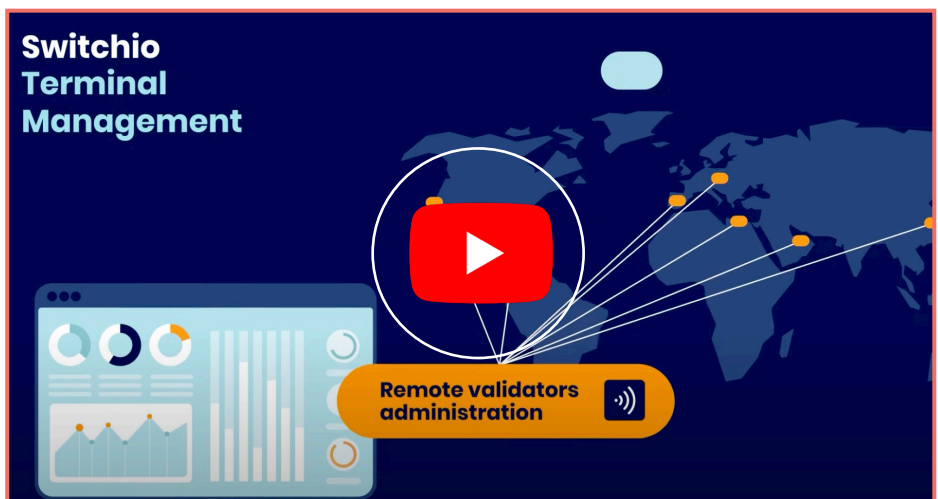 Switchio
Terminal
Management
Remote validators
administration